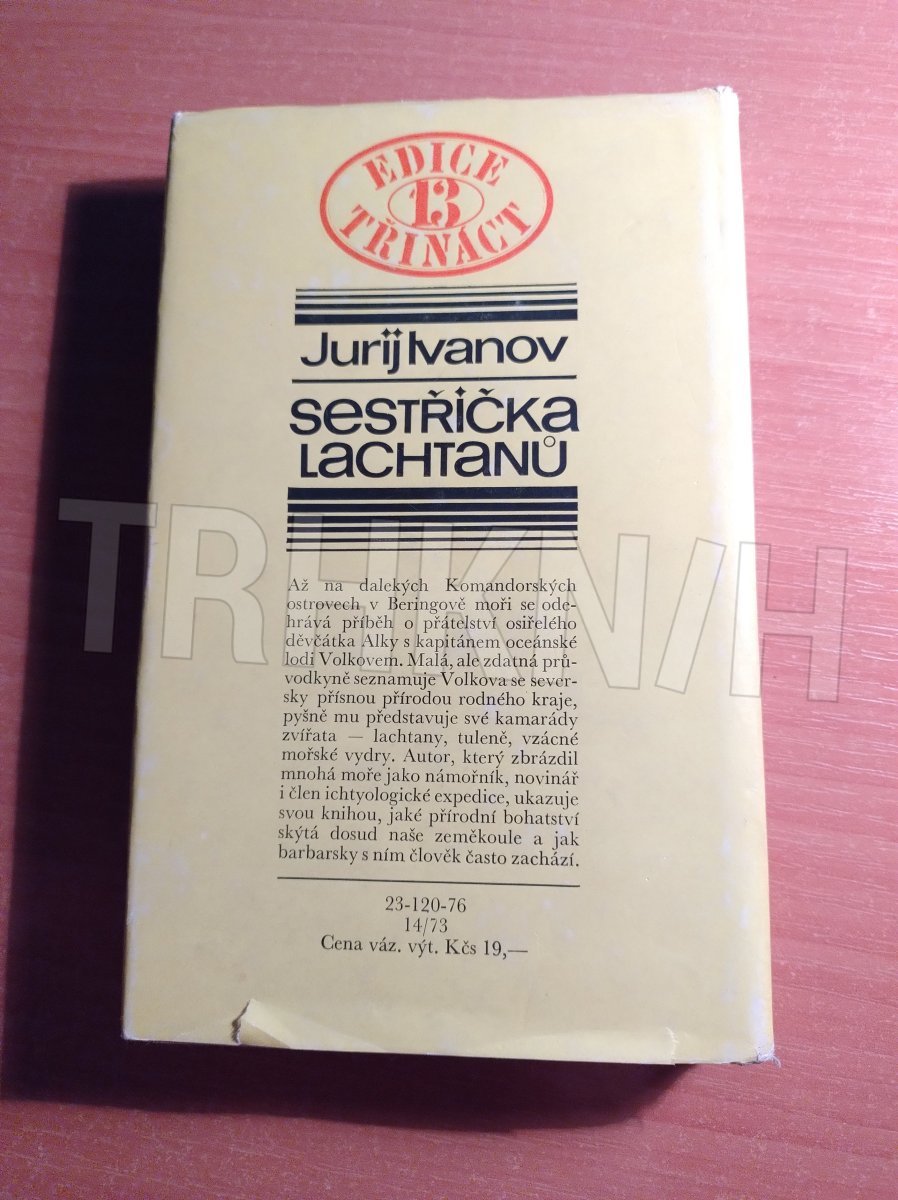 EDICE
13
TŘINÁCT
Jurij Ivanov
SESTŘIČKA
LACHTANŮ
TRHKNIH
Až na dalekých Komandorských
ostrovech v Beringově moři se ode-
hrává příběh o přátelství osiřelého
děvčátka Alky s kapitánem oceánské
lodi Volkovem. Malá, ale zdatná prů-
vodkyně seznamuje Volkova se sever-
sky přísnou přírodou rodného kraje,
pyšně mu představuje své kamarády
zvířata — lachtany, tuleně, vzácné
mořské vydry. Autor, který zbrázdil
mnohá moře jako námořník, novinář
i člen ichtyologické expedice, ukazuje
svou knihou, jaké přírodní bohatství
skýtá dosud naše zeměkoule a jak
barbarsky s ním člověk často zachází.
23-120-76
14/73
Cena váz. výt. Kčs 19,—